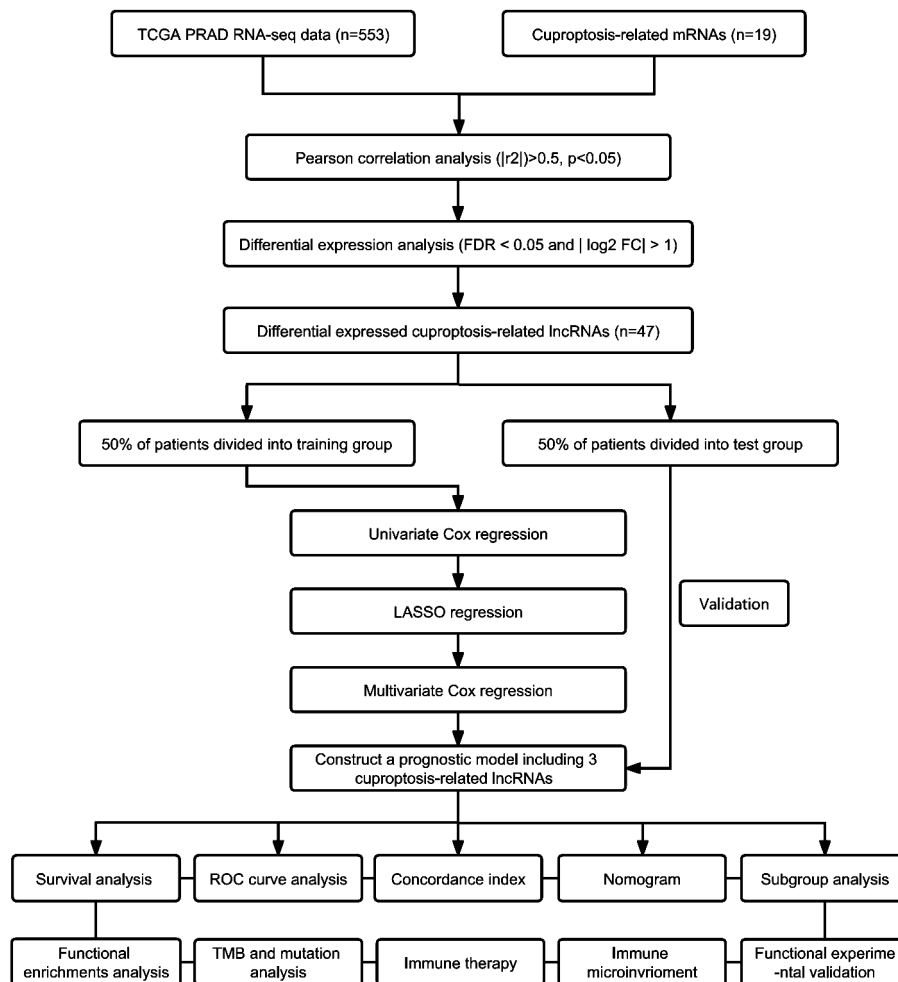 TCGA PRAD RNA-seq data (n=553)
Cuproptosis-related mRNAs (n=19)
Pearson correlation analysis (|r2|)>0.5, p<0.05)
Differential expression analysis (FDR < 0.05 and | log2 FC| > 1)
Differential expressed cuproptosis-related lncRNAs (n=47)
50% of patients divided into training group
50% of patients divided into test group
Univariate Cox regression
LASSO regression
Validation
Multivariate Cox regression
Construct a prognostic model including 3
cuproptosis-related lncRNAs
Survival analysis
ROC curve analysis
Concordance index
Nomogram
Subgroup analysis
Functional
enrichments analysis
TMB and mutation
analysis
Immune therapy
Immune
microinvrioment
Functional experime
-ntal validation